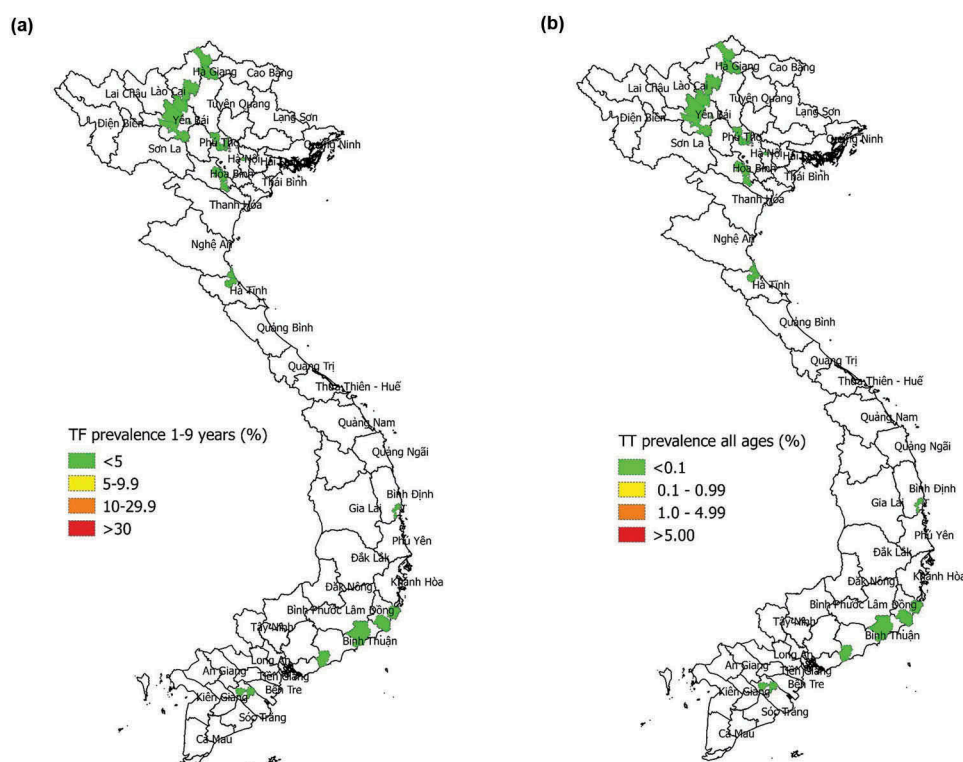 (a)
Hà Giang
Cao Bằng
Lai Châu
Lào Cai
Tuyên Quang
Lạng Sơn
Điện Biên
Yên Bái
Phú Thọ
Quảng Ninh
Sơn La
Hà Nội
Hòa Bình
Thái Bình
Thanh Hóa
Nghệ An
Hà Tĩnh
Quảng Bình
Quảng Trị
Thừa Thiên - Huế
Quảng Nam
Quảng Ngãi
TF prevalence 1-9 years (%)
<5
5-9.9
10-29.9
>30
Bình Định
Gia Lai
Phú Yên
Đắk Lắk
Khánh Hòa
Đắk Nông
Bình Phước Lâm Đồng
Tây Ninh
Bình Thuận
Long An
An Giang
Tiền Giang
Bến Tre
Kiên Giang
Sóc Trăng
Cà Mau
(b)
Hà Giang
Cao Bằng
Lai Châu
Lào Cai
Tuyên Quang
Lạng Sơn
Điện Biên
Yên Bái
Phú Thọ
Quảng Ninh
Sơn La
Hà Nội
Hòa Bình
Thái Bình
Thanh Hóa
Nghệ An
Hà Tĩnh
Quảng Bình
Quảng Trị
Thừa Thiên - Huế
Quảng Nam
Quảng Ngãi
TT prevalence all ages (%)
<0.1
0.1 - 0.99
1.0 - 4.99
>5.00
Bình Định
Gia Lai
Phú Yên
Đắk Lắk
Khánh Hòa
Đắk Nông
Bình Phước Lâm Đồng
Tây Ninh
Bình Thuận
Long An
An Giang
Tiền Giang
Bến Tre
Kiên Giang
Sóc Trăng
Cà Mau